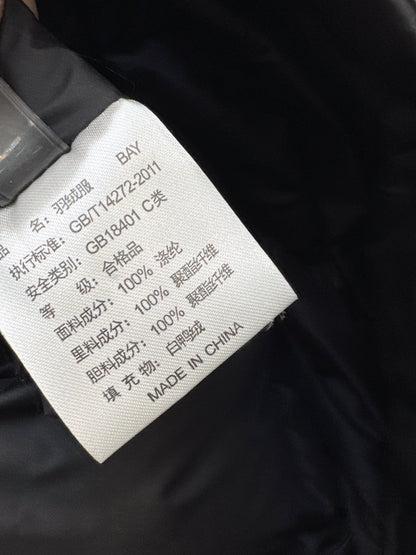 BAY
品 名: 羽绒服
执行标准: GB/T14272-2011
安全类别: GB18401 C类
等 级: 合格品
面料成分: 100% 涤纶
里料成分: 100% 聚酯纤维
胆料成分: 100% 聚酯纤维
填 充 物: 白鸭绒
MADE IN CHINA